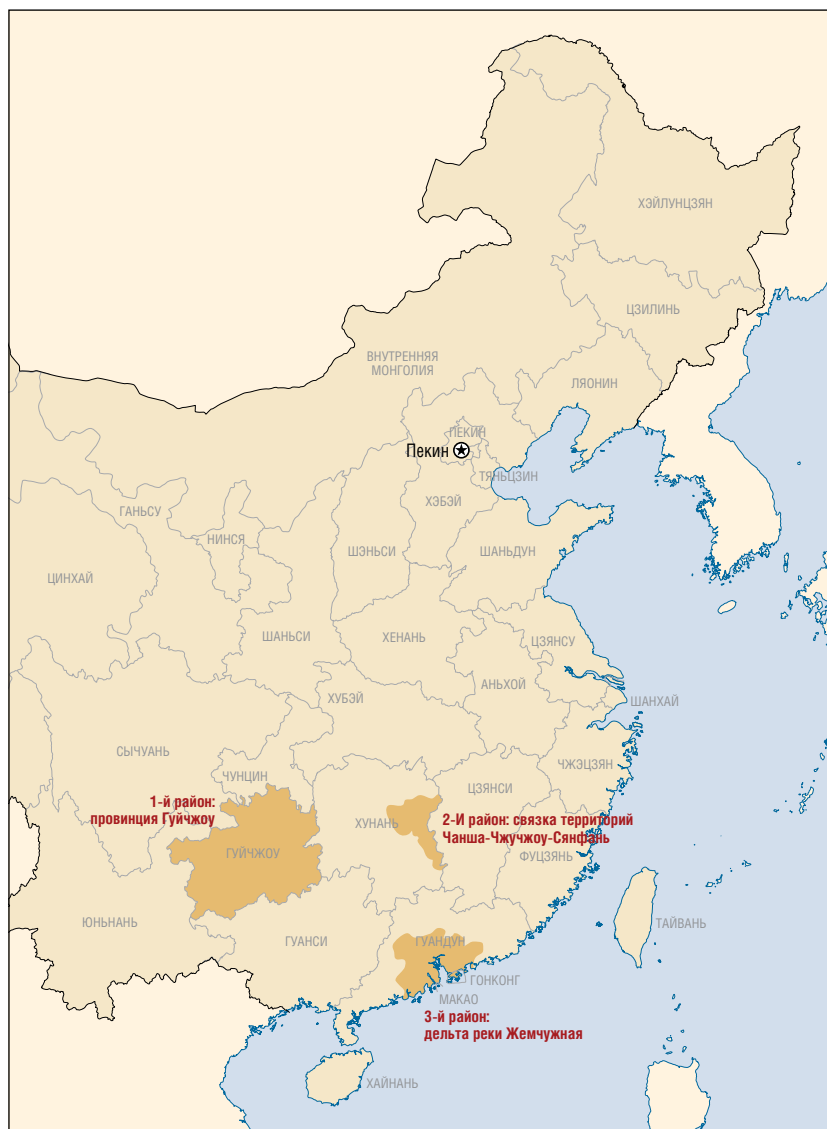 ХЭЙЛУНЦЗЯН
ЦЗИЛИНЬ
ВНУТРЕННЯЯ
МОНГОЛИЯ
ЛЯОНИН
ПЕКИН
Пекин
ТЯНЬЦЗИН
ХЭБЭЙ
ГАНЬСУ
НИНСЯ
ШЭНЬСИ
ШАНЬДУН
ЦИНХАЙ
ШАНЬСИ
ХЕНАНЬ
ЦЗЯНСУ
АНЬХОЙ
ХУБЭЙ
ШАНХАЙ
СЫЧУАНЬ
ЧУНЦИН
ЦЗЯНСИ
ЧЖЭЦЗЯН
1-й район:
провинция Гуйчжоу
ХУНАНЬ
2-И район: связка территорий
Чанша-Чжучжоу-Сянфань
ГУЙЧЖОУ
ФУЦЗЯНЬ
ЮНЬНАНЬ
ГУАНСИ
ГУАНДУН
ТАЙВАНЬ
ГОНКОНГ
МАКАО
3-й район:
дельта реки Жемчужная
ХАЙНАНЬ